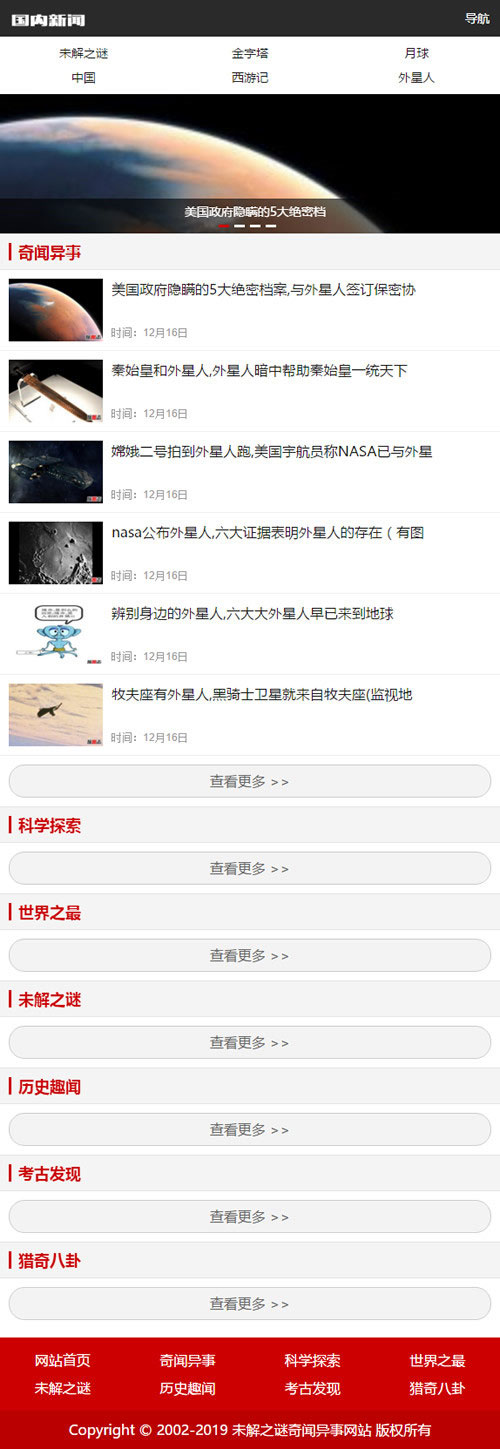 国内新闻
导航
未解之谜 金字塔 月球
中国 西游记 外星人
美国政府隐瞒的5大绝密档
奇闻异事
美国政府隐瞒的5大绝密档案,与外星人签订保密协
时间：12月16日
秦始皇和外星人,外星人暗中帮助秦始皇一统天下
时间：12月16日
嫦娥二号拍到外星人跑,美国宇航员称NASA已与外星
时间：12月16日
nasa公布外星人,六大证据表明外星人的存在（有图
时间：12月16日
辨别身边的外星人,六大大外星人早已来到地球
时间：12月16日
牧夫座有外星人,黑骑士卫星就来自牧夫座(监视地
时间：12月16日
查看更多 >>
科学探索
查看更多 >>
世界之最
查看更多 >>
未解之谜
查看更多 >>
历史趣闻
查看更多 >>
考古发现
查看更多 >>
猎奇八卦
查看更多 >>
网站首页 奇闻异事 科学探索 世界之最
未解之谜 历史趣闻 考古发现 猎奇八卦
Copyright © 2002-2019 未解之谜奇闻异事网站 版权所有